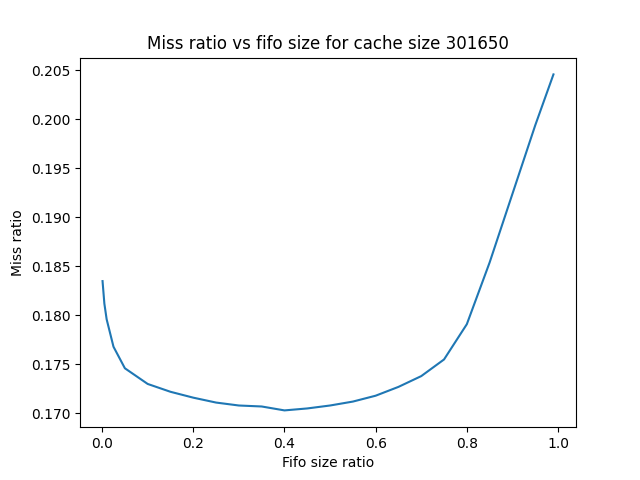 Miss ratio vs fifo size for cache size 301650
0.205
0.200
0.195
0.190
0.185
0.180
0.175
0.170
Miss ratio
0.0 0.2 0.4 0.6 0.8 1.0
Fifo size ratio